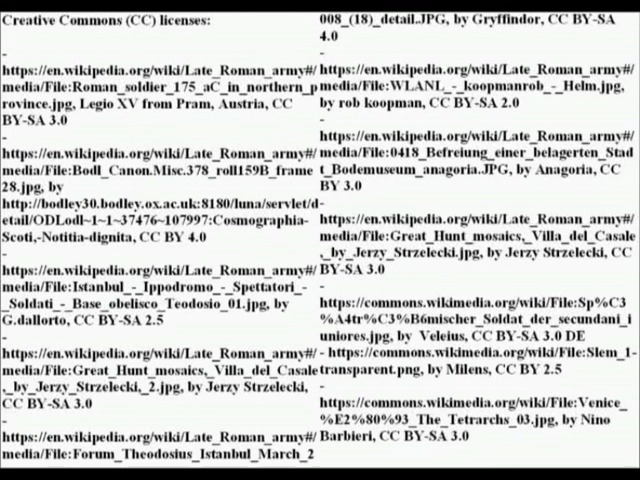 Creative Commons (CC) licenses:
-
https://en.wikipedia.org/wiki/Late_Roman_army#/
media/File:Roman_soldier_175_aC_in_northern_p
rovince.jpg, Legio XV from Pram, Austria, CC
BY-SA 3.0
-
https://en.wikipedia.org/wiki/Late_Roman_army#/
media/File:Bodl_Canon.Misc.378_roll159B_frame
28.jpg, by
http://bodley30.bodley.ox.ac.uk:8180/luna/servlet/d
etail/ODLodl~1~1~37476~107997:Cosmographia-
Scoti,-Notitia-dignita, CC BY 4.0
-
https://en.wikipedia.org/wiki/Late_Roman_army#/
media/File:Istanbul_-_Ippodromo_-_Spettatori_-
_Soldati_-_Base_obelisco_Teodosio_01.jpg, by
G.dallorto, CC BY-SA 2.5
-
https://en.wikipedia.org/wiki/Late_Roman_army#/
media/File:Great_Hunt_mosaics,_Villa_del_Casale
,_by_Jerzy_Strzelecki,_2.jpg, by Jerzy Strzelecki,
CC BY-SA 3.0
-
https://en.wikipedia.org/wiki/Late_Roman_army#/
media/File:Forum_Theodosius_Istanbul_March_2
008_(18)_detail.JPG, by Gryffindor, CC BY-SA
4.0
-
https://en.wikipedia.org/wiki/Late_Roman_army#/
media/File:WLANL_-_koopmanrob_-_Helm.jpg,
by rob koopman, CC BY-SA 2.0
-
https://en.wikipedia.org/wiki/Late_Roman_army#/
media/File:0418_Befreiung_einer_belagerten_Stad
t_Bodemuseum_anagoria.JPG, by Anagoria, CC
BY 3.0
-
https://en.wikipedia.org/wiki/Late_Roman_army#/
media/File:Great_Hunt_mosaics,_Villa_del_Casale
,_by_Jerzy_Strzelecki.jpg, by Jerzy Strzelecki, CC
BY-SA 3.0
-
https://commons.wikimedia.org/wiki/File:Sp%C3
%A4tr%C3%B6mischer_Soldat_der_secundani_i
uniores.jpg, by Veleius, CC BY-SA 3.0 DE
- https://commons.wikimedia.org/wiki/File:Slem_1-
transparent.png, by Milens, CC BY 2.5
-
https://commons.wikimedia.org/wiki/File:Venice_
%E2%80%93_The_Tetrarchs_03.jpg, by Nino
Barbieri, CC BY-SA 3.0